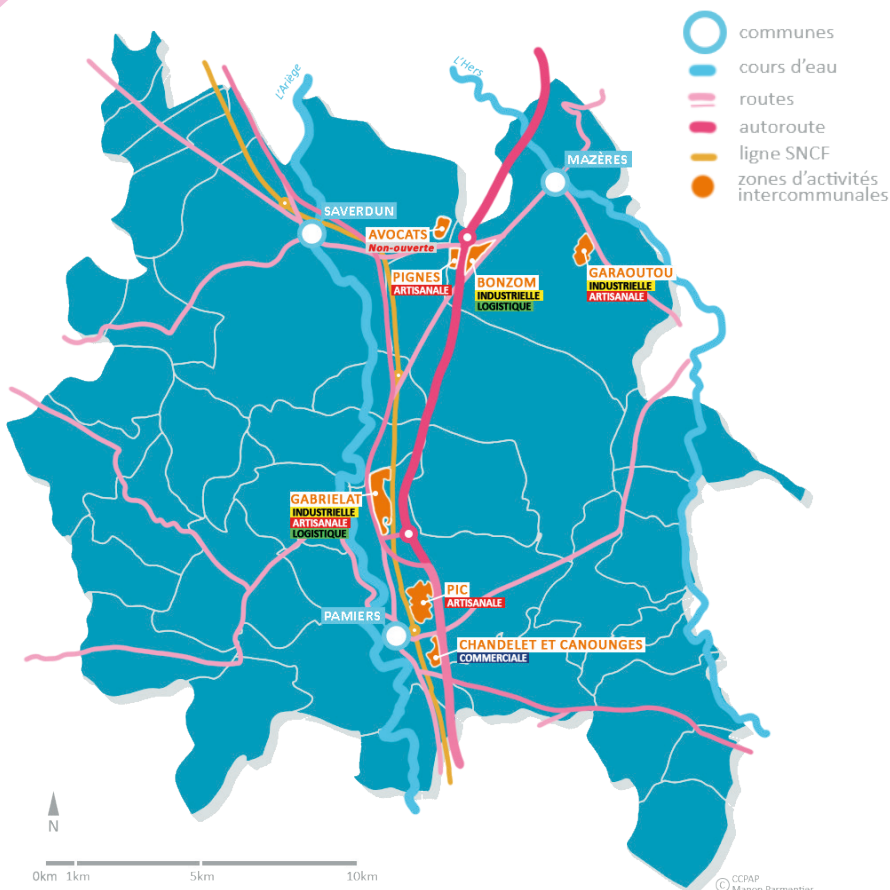 communes
cours d'eau
routes
autoroute
ligne SNCF
zones d'activités
intercommunales
L'Ariège
L'Hers
MAZÈRES
SAVERDUN
AVOCATS
Non-ouverte
PIGNES
ARTISANALE
BONZOM
INDUSTRIELLE
LOGISTIQUE
GARAOUTOU
INDUSTRIELLE
ARTISANALE
GABRIELAT
INDUSTRIELLE
ARTISANALE
LOGISTIQUE
PIC
ARTISANALE
PAMIERS
CHANDELET ET CANOUNGES
COMMERCIALE
N
0km 1km 5km 10km
© CCPAP
Manon Parmentier